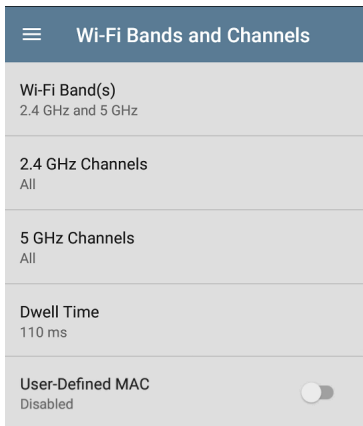 Wi-Fi Bands and Channels
Wi-Fi Band(s)
2.4 GHz and 5 GHz
2.4 GHz Channels
All
5 GHz Channels
All
Dwell Time
110 ms
User-Defined MAC
Disabled